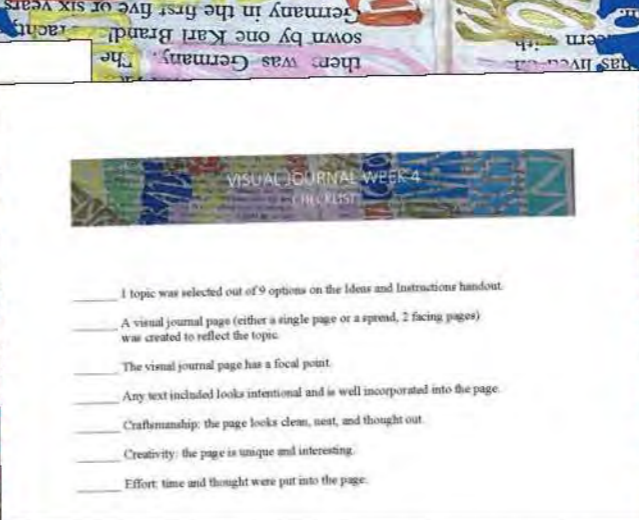 Germany in the first five or six years
sown by one Karl Brand!
them was Germany. The
VISUAL JOURNAL WEEK 4
CHECKLIST
1 topic was selected out of 9 options on the Ideas and Instructions handout.
A visual journal page (either a single page or a spread, 2 facing pages)
was created to reflect the topic.
The visual journal page has a focal point.
Any text included looks intentional and is well incorporated into the page.
Craftsmanship: the page looks clean, neat, and thought out.
Creativity: the page is unique and interesting.
Effort: time and thought were put into the page.